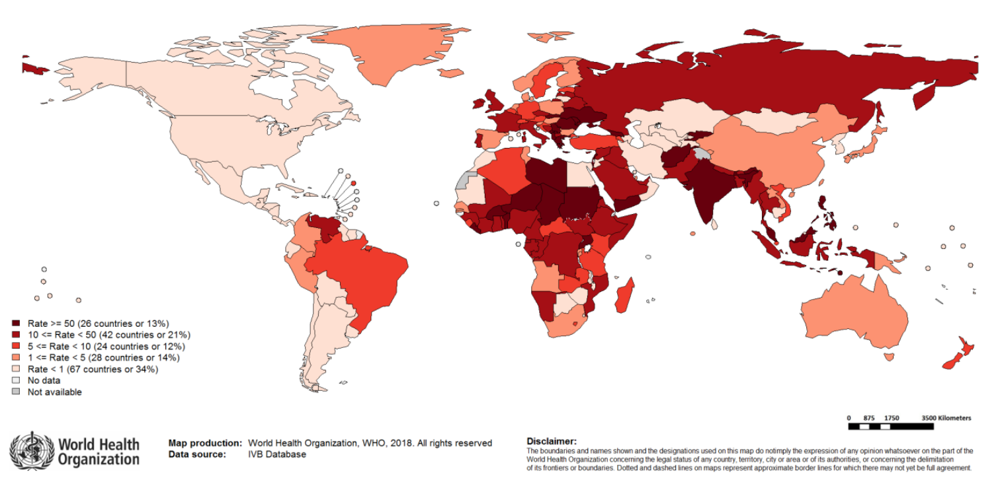 Rate >= 50 (26 countries or 13%)
10 <= Rate < 50 (42 countries or 21%)
5 <= Rate < 10 (24 countries or 12%)
1 <= Rate < 5 (28 countries or 14%)
Rate < 1 (67 countries or 34%)
No data
Not available
0 875 1750 3500 Kilometers
World Health
Organization
Map production: World Health Organization, WHO, 2018. All rights reserved
Data source: IVB Database
Disclaimer:
The boundaries and names shown and the designations used on this map do notimply the expression of any opinion whatsoever on the part of the
World Health Organization concerning the legal status of any country, territory, city or area or of its authorities, or concerning the delimitation
of its frontiers or boundaries. Dotted and dashed lines on maps represent approximate border lines for which there may not yet be full agreement.